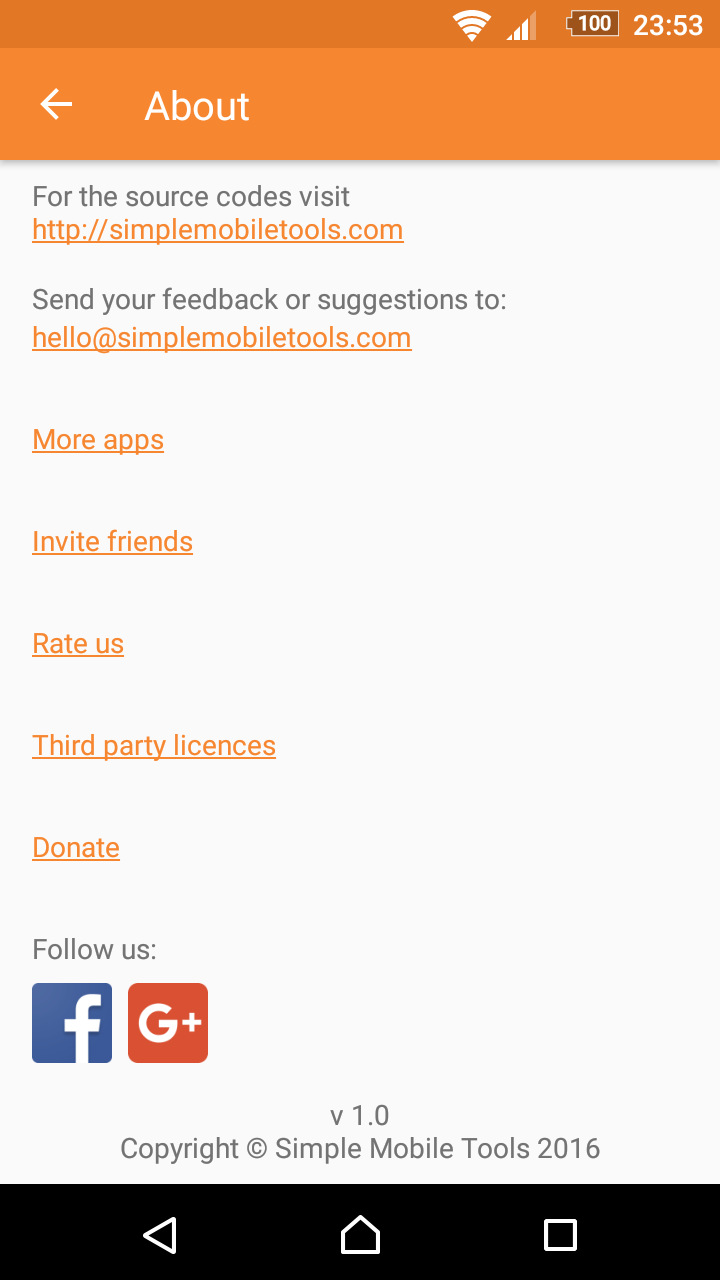 100 23:53
About
For the source codes visit
http://simplemobiletools.com
Send your feedback or suggestions to:
hello@simplemobiletools.com
More apps
Invite friends
Rate us
Third party licences
Donate
Follow us:
f G+
v 1.0
Copyright © Simple Mobile Tools 2016